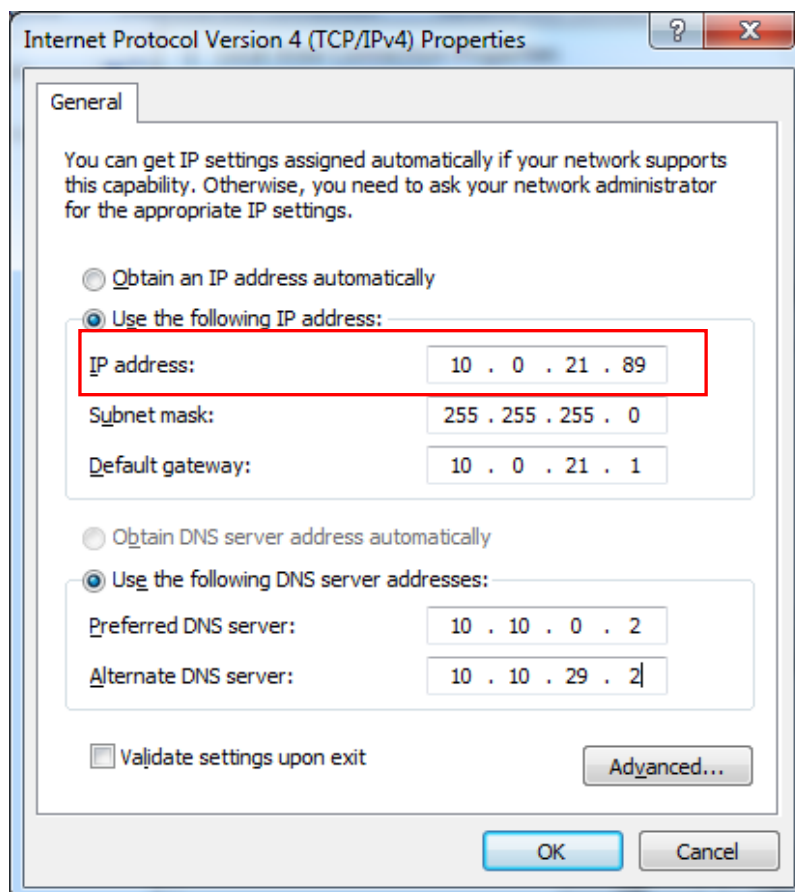 Internet Protocol Version 4 (TCP/IPv4) Properties
General
You can get IP settings assigned automatically if your network supports
this capability. Otherwise, you need to ask your network administrator
for the appropriate IP settings.
Obtain an IP address automatically
Use the following IP address:
IP address: 10 . 0 . 21 . 89
Subnet mask: 255 . 255 . 255 . 0
Default gateway: 10 . 0 . 21 . 1
Obtain DNS server address automatically
Use the following DNS server addresses:
Preferred DNS server: 10 . 10 . 0 . 2
Alternate DNS server: 10 . 10 . 29 . 2
Validate settings upon exit
Advanced...
OK Cancel